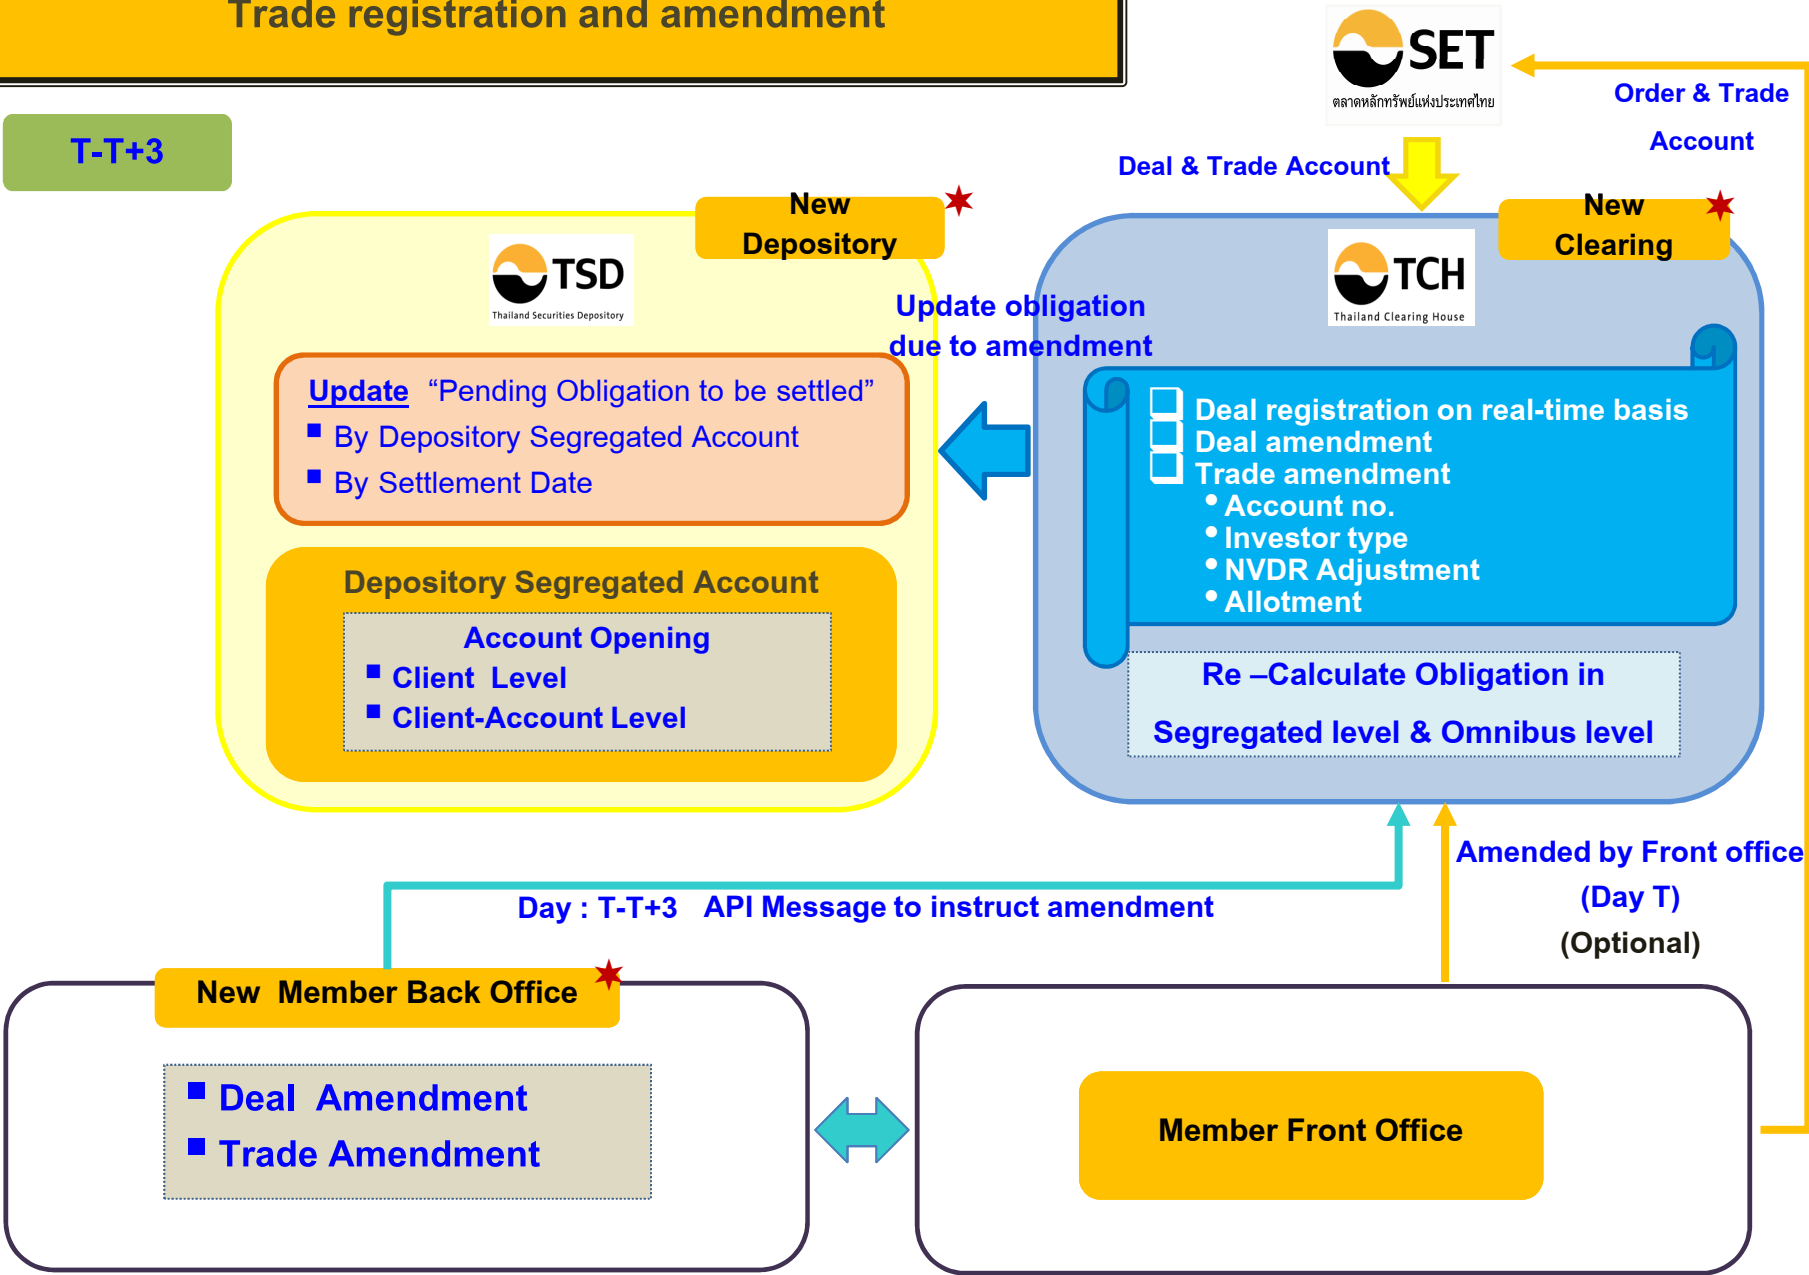 Trade registration and amendment
SET
ตลาดหลักทรัพย์แห่งประเทศไทย
Order & Trade
Account
T-T+3
Deal & Trade Account
New
Depository
New
Clearing
TSD
Thailand Securities Depository
TCH
Thailand Clearing House
Update obligation
due to amendment
Update “Pending Obligation to be settled”
By Depository Segregated Account
By Settlement Date
Deal registration on real-time basis
Deal amendment
Trade amendment
Account no.
Investor type
NVDR Adjustment
Allotment
Depository Segregated Account
Account Opening
Client Level
Client-Account Level
Re –Calculate Obligation in
Segregated level & Omnibus level
Amended by Front office
(Day T)
(Optional)
Day : T-T+3 API Message to instruct amendment
New Member Back Office
Deal Amendment
Trade Amendment
Member Front Office